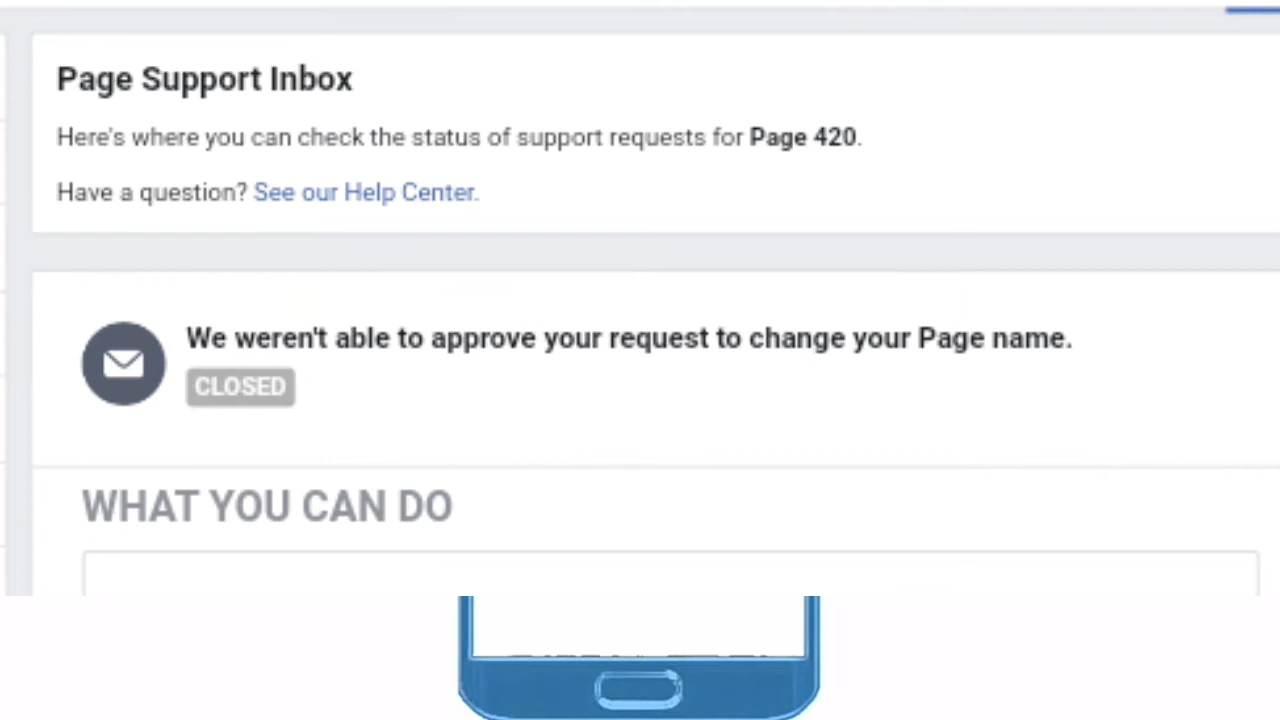 Page Support Inbox
Here's where you can check the status of support requests for Page 420.
Have a question? See our Help Center.
We weren't able to approve your request to change your Page name.
CLOSED
WHAT YOU CAN DO